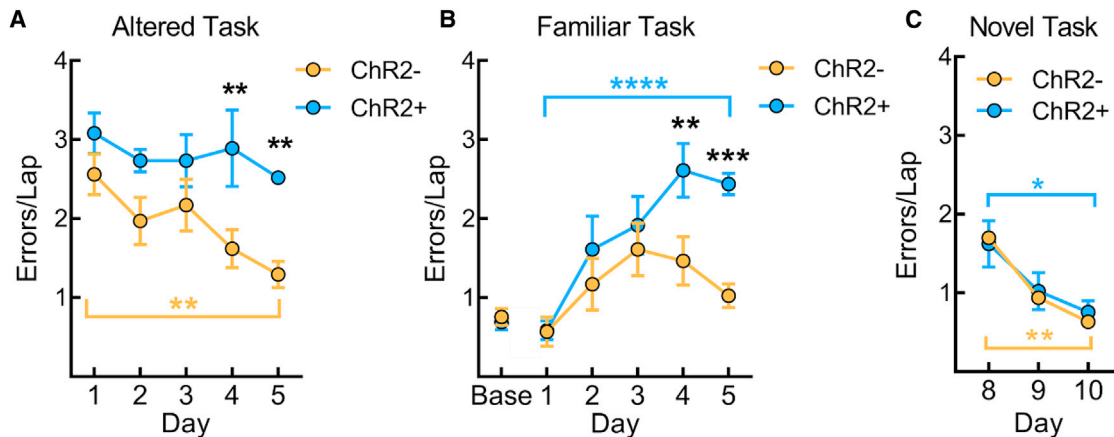 A
Altered Task
4
3
2
1
Errors/Lap
ChR2-
ChR2+
**
**
**
1 2 3 4 5
Day
B
Familiar Task
4
3
2
1
Errors/Lap
ChR2-
ChR2+
****
**
***
Base 1 2 3 4 5
Day
C
Novel Task
4
3
2
1
Errors/Lap
ChR2-
ChR2+
*
**
8 9 10
Day